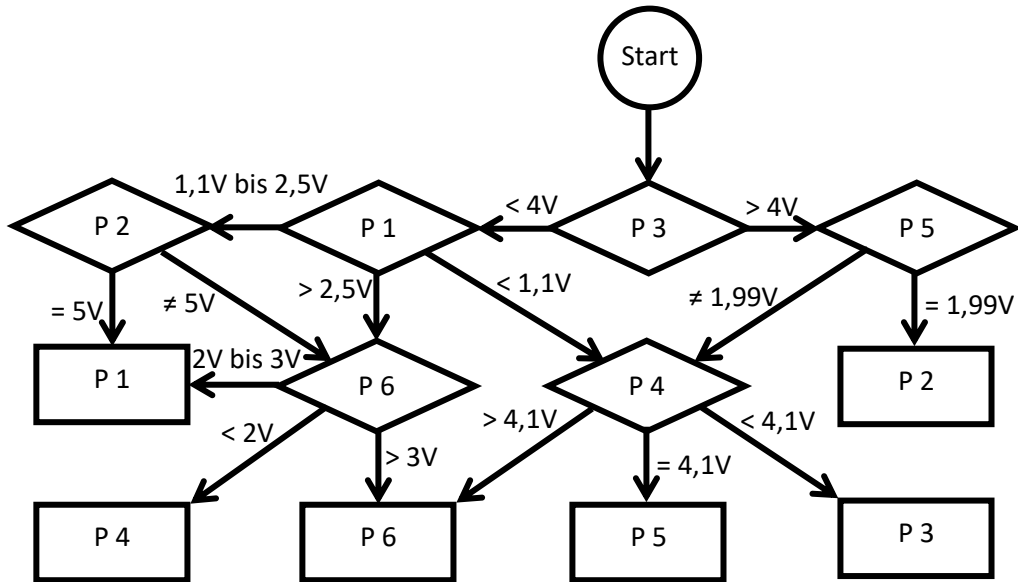 Start
1,1V bis 2,5V
< 4V
> 4V
P 2
P 1
P 3
P 5
= 5V
≠ 5V
> 2,5V
< 1,1V
≠ 1,99V
= 1,99V
2V bis 3V
P 1
P 6
P 4
P 2
< 2V
> 3V
> 4,1V
= 4,1V
< 4,1V
P 4
P 6
P 5
P 3